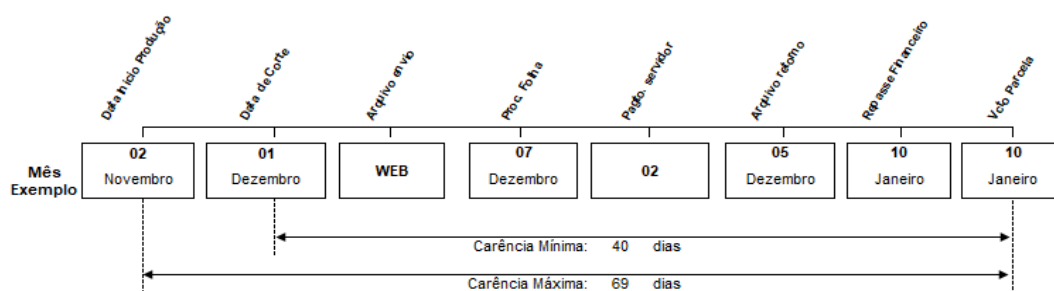 Data Início Produção
Data de Corte
Arquivo envio
Proc. Folha
Pagto. servidor
Arquivo retorno
Repasse Financeiro
Vcto Parcela
Mês Exemplo
02 Novembro
01 Dezembro
WEB
07 Dezembro
02
05 Dezembro
10 Janeiro
10 Janeiro
Carência Mínima: 40 dias
Carência Máxima: 69 dias